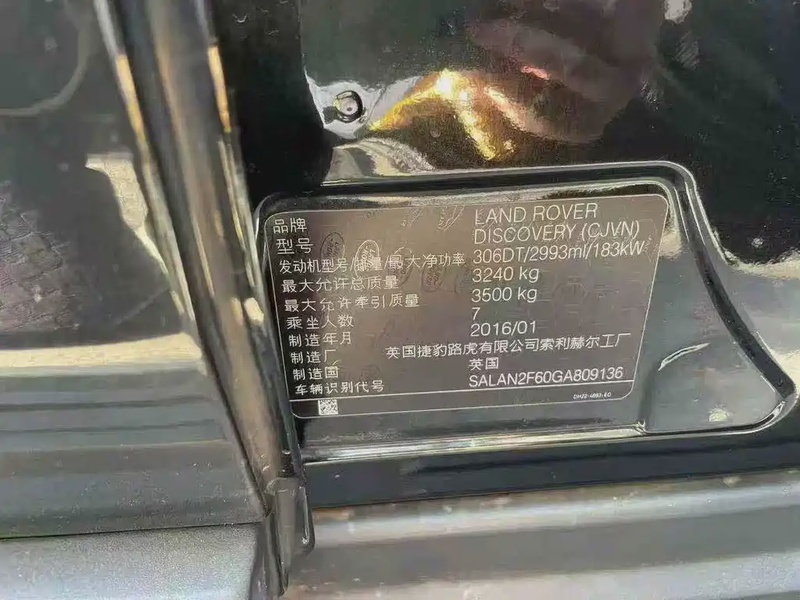 品牌 LAND ROVER
型号 DISCOVERY (CJVN)
发动机型号/排量/最大净功率 306DT/2993ml/183kW
最大允许总质量 3240 kg
最大允许牵引质量 3500 kg
乘坐人数 7
制造年月 2016/01
制造厂 英国捷豹路虎有限公司索利赫尔工厂
制造国 英国
车辆识别代号 SALAN2F60GA809136